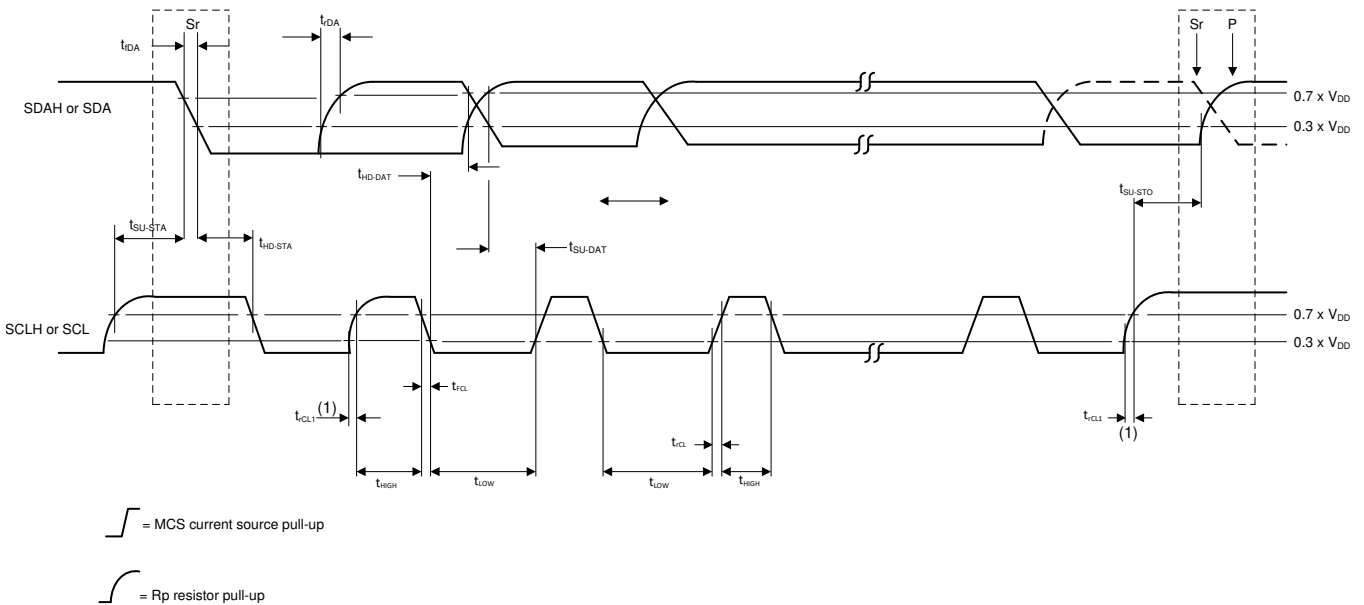 Sr
trDA
Sr P
tfDA
SDAH or SDA
0.7 x VDD
0.3 x VDD
tHD-DAT
tSU-STO
tSU-STA
tHD-STA
tSU-DAT
SCLH or SCL
0.7 x VDD
0.3 x VDD
tFCL
trCL1 (1)
trCL
trCL1
(1)
tHIGH
tLOW
tLOW
tHIGH
= MCS current source pull-up
= Rp resistor pull-up